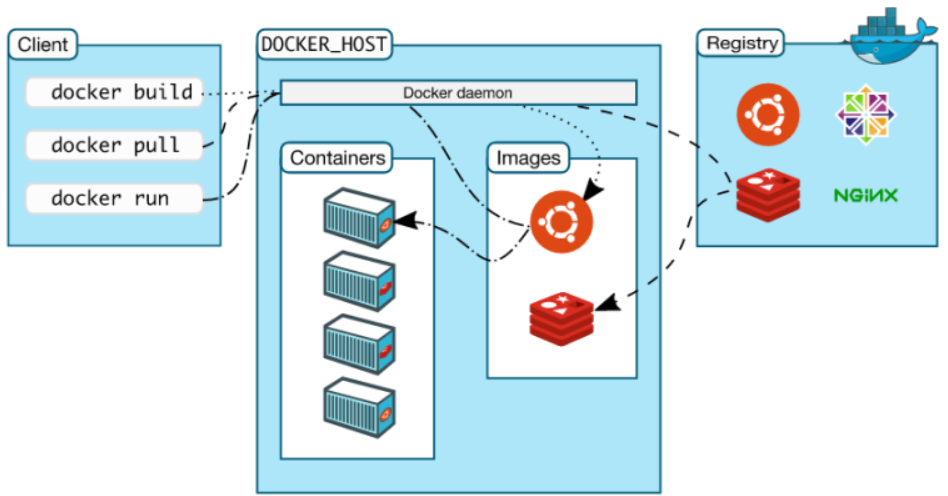 Client
docker build
docker pull
docker run
DOCKER_HOST
Docker daemon
Containers
Images
Registry
NGiNX